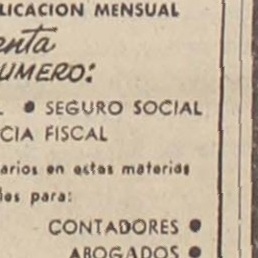 LICACION MENSUAL
enta
UMERO:
L ● SEGURO SOCIAL
CIA FISCAL
arios en estas materias
les para:
CONTADORES ●
ABOGADOS ●